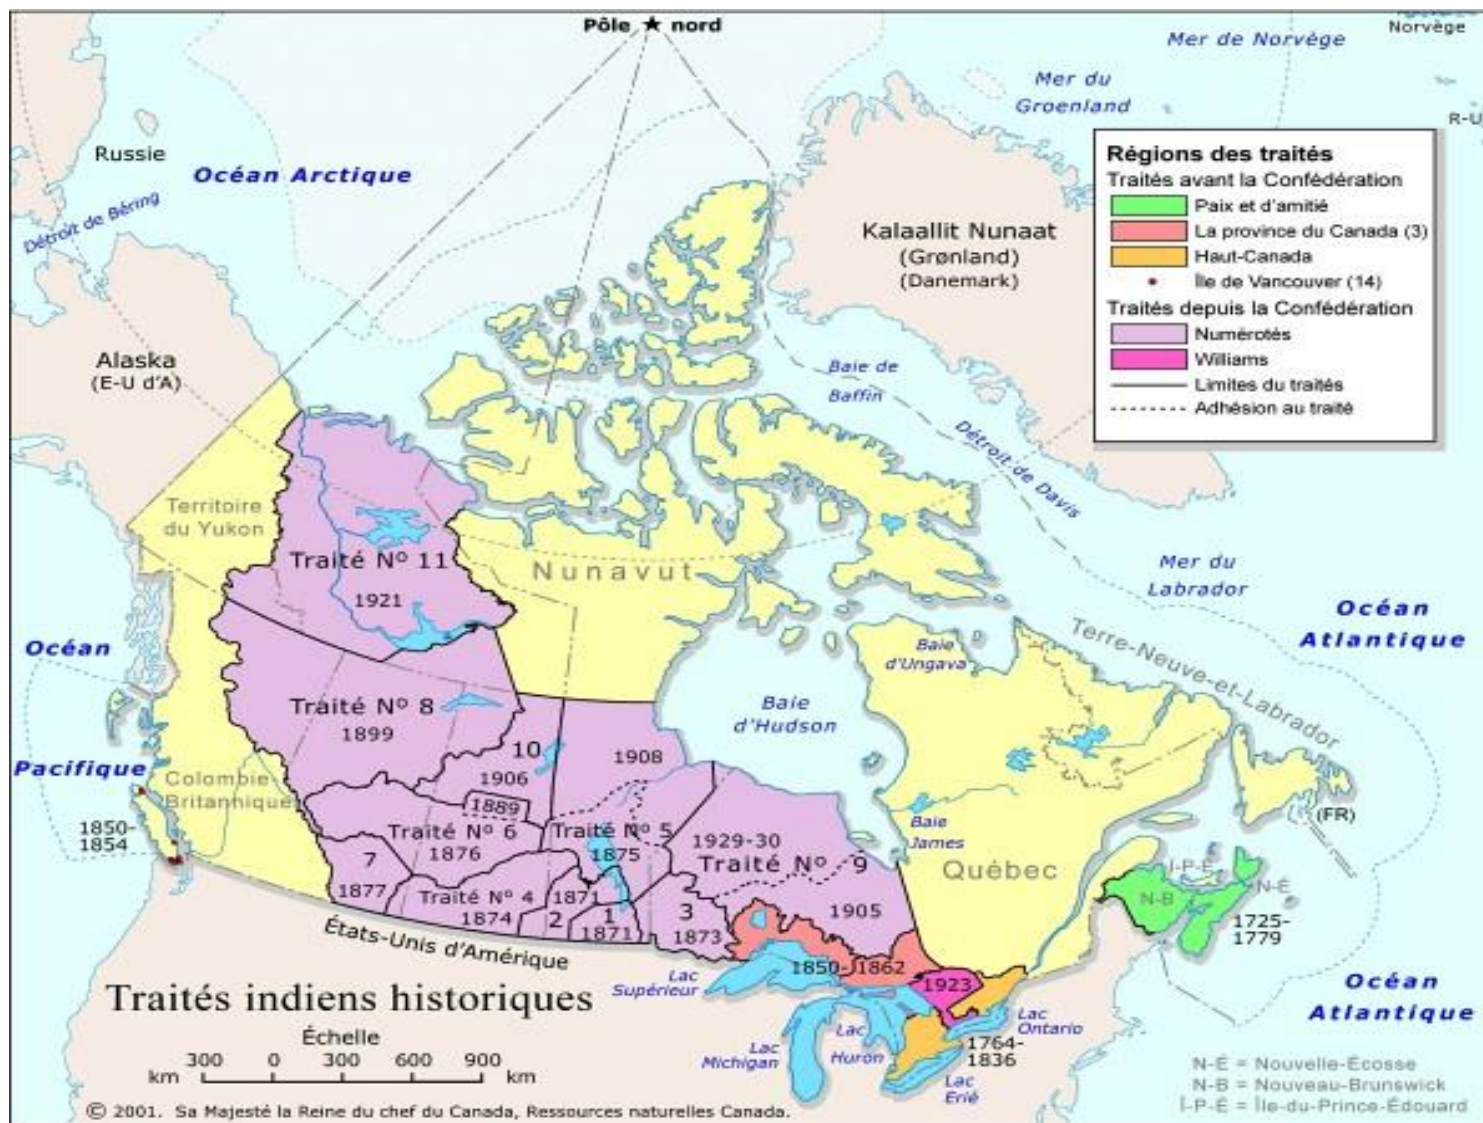 Pôle ★ nord
Norvège
Mer de Norvège
Mer du
Groenland
R-U
Russie
Océan Arctique
Détroit de Béring
Kalaallit Nunaat
(Grønland)
(Danemark)
Régions des traités
Traités avant la Confédération
Paix et d'amitié
La province du Canada (3)
Haut-Canada
Île de Vancouver (14)
Traités depuis la Confédération
Numérotés
Williams
Limites du traités
Adhésion au traité
Alaska
(E-U d'A)
Baie de
Baffin
Détroit de Davis
Territoire
du Yukon
Traité Nº 11
1921
Nunavut
Mer du
Labrador
Océan
Atlantique
Océan
Pacifique
Terre-Neuve-et-Labrador
Baie
d'Ungava
Baie
d'Hudson
Traité Nº 8
1899
10
1906
1908
1889
Colombie-
Britannique
1850-
1854
Traité Nº 6
1876
Traité Nº 5
1875
1929-30
Traité Nº 9
1905
Baie
James
Québec
(FR)
Î-P-É
N-B
N-É
1725-
1779
7
1877
Traité Nº 4
1874
1871
2
1
1871
3
1873
États-Unis d'Amérique
1850-1862
1923
Lac
Supérieur
Lac
Michigan
Lac
Huron
Lac
Ontario
1764-
1836
Lac
Erié
Océan
Atlantique
Traités indiens historiques
Échelle
300 0 300 600 900
km km
N-É = Nouvelle-Écosse
N-B = Nouveau-Brunswick
Î-P-É = Île-du-Prince-Édouard
© 2001. Sa Majesté la Reine du chef du Canada, Ressources naturelles Canada.